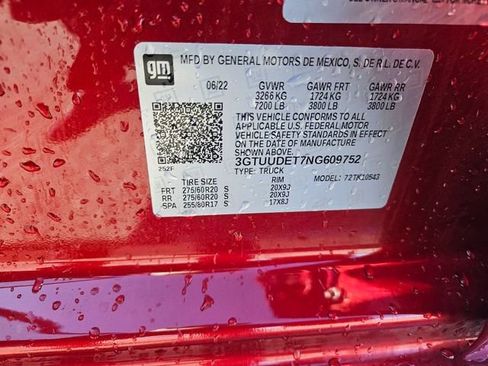 gm
MFD BY GENERAL MOTORS DE MEXICO, S. DE R.L. DE C.V.
06/22 GVWR GAWR FRT GAWR RR
3266 KG 1724 KG 1724 KG
7200 LB 3800 LB 3800 LB
THIS VEHICLE CONFORMS TO ALL
APPLICABLE U.S. FEDERAL MOTOR
VEHICLE SAFETY STANDARDS IN EFFECT
ON THE DATE OF MANUFACTURE SHOWN ABOVE.
3GTUUDET7NG609752
252F TYPE: TRUCK MODEL: 72TK10543
TIRE SIZE RIM
FRT 275/60R20 S 20X9J
RR 275/60R20 S 20X9J
SPA 255/80R17 S 17X8J